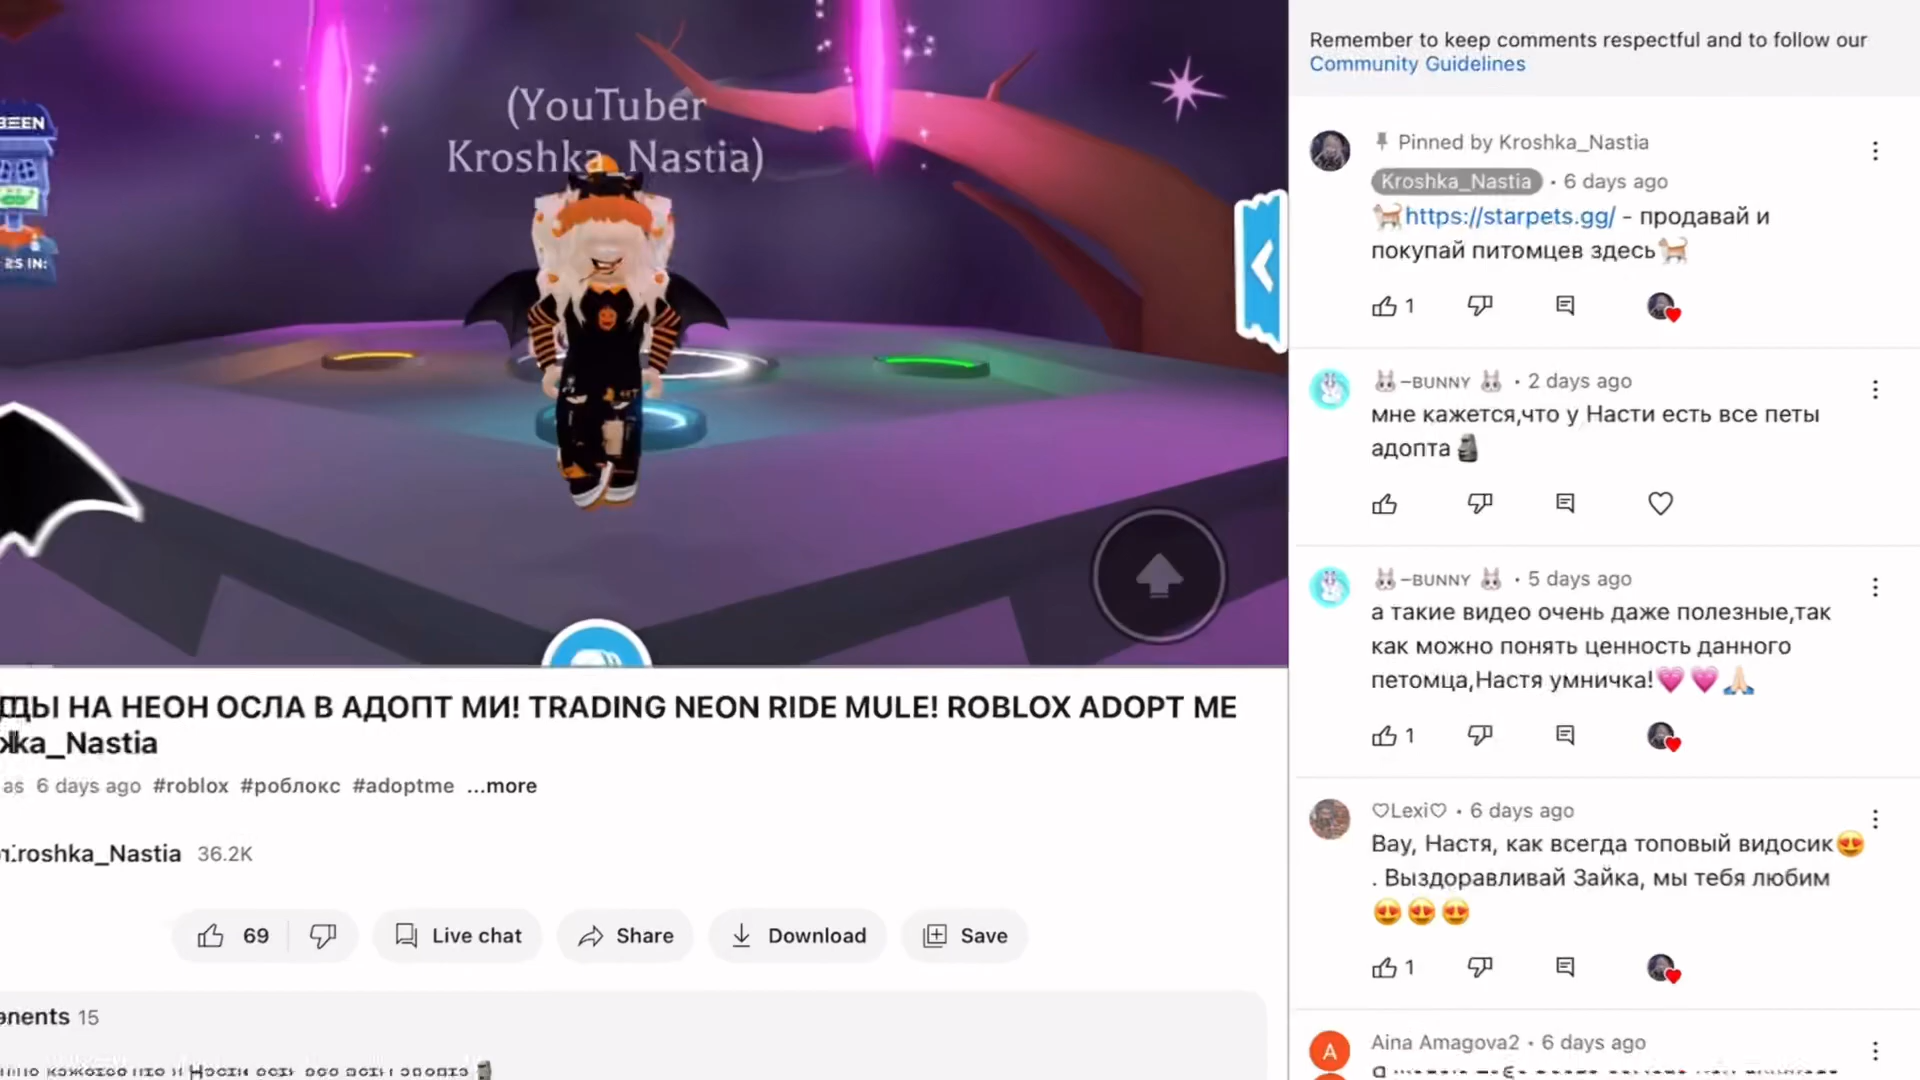 Remember to keep comments respectful and to follow our
Community Guidelines
BEEN
(YouTuber
Kroshka_Nastia)
Pinned by Kroshka_Nastia
Kroshka_Nastia · 6 days ago
https://starpets.gg/ - продавай и
покупай питомцев здесь
1
–BUNNY · 2 days ago
мне кажется,что у Насти есть все петы
адопта
–BUNNY · 5 days ago
а такие видео очень даже полезные,так
как можно понять ценность данного
петомца,Настя умничка!
1
♡Lexi♡ · 6 days ago
Вау, Настя, как всегда топовый видосик
. Выздоравливай Зайка, мы тебя любим
1
A
Aina Amagova2 · 6 days ago
НА НЕОН ОСЛА В АДОПТ МИ! TRADING NEON RIDE MULE! ROBLOX ADOPT ME
ka_Nastia
6 days ago #roblox #роблокс #adoptme ...more
roshka_Nastia 36.2K
69
Live chat
Share
Download
Save
nents 15